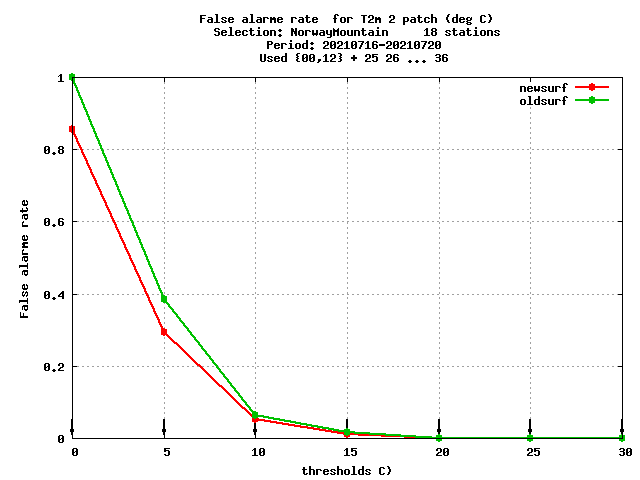 False alarme rate  for T2m 2 patch (deg C)
Selection: NorwayMountain     18 stations
Period: 20210716-20210720
Used {00,12} + 25 26 ... 36
newsurf
oldsurf
1
0.8
0.6
0.4
0.2
0
False alarme rate
0 5 10 15 20 25 30
thresholds C)